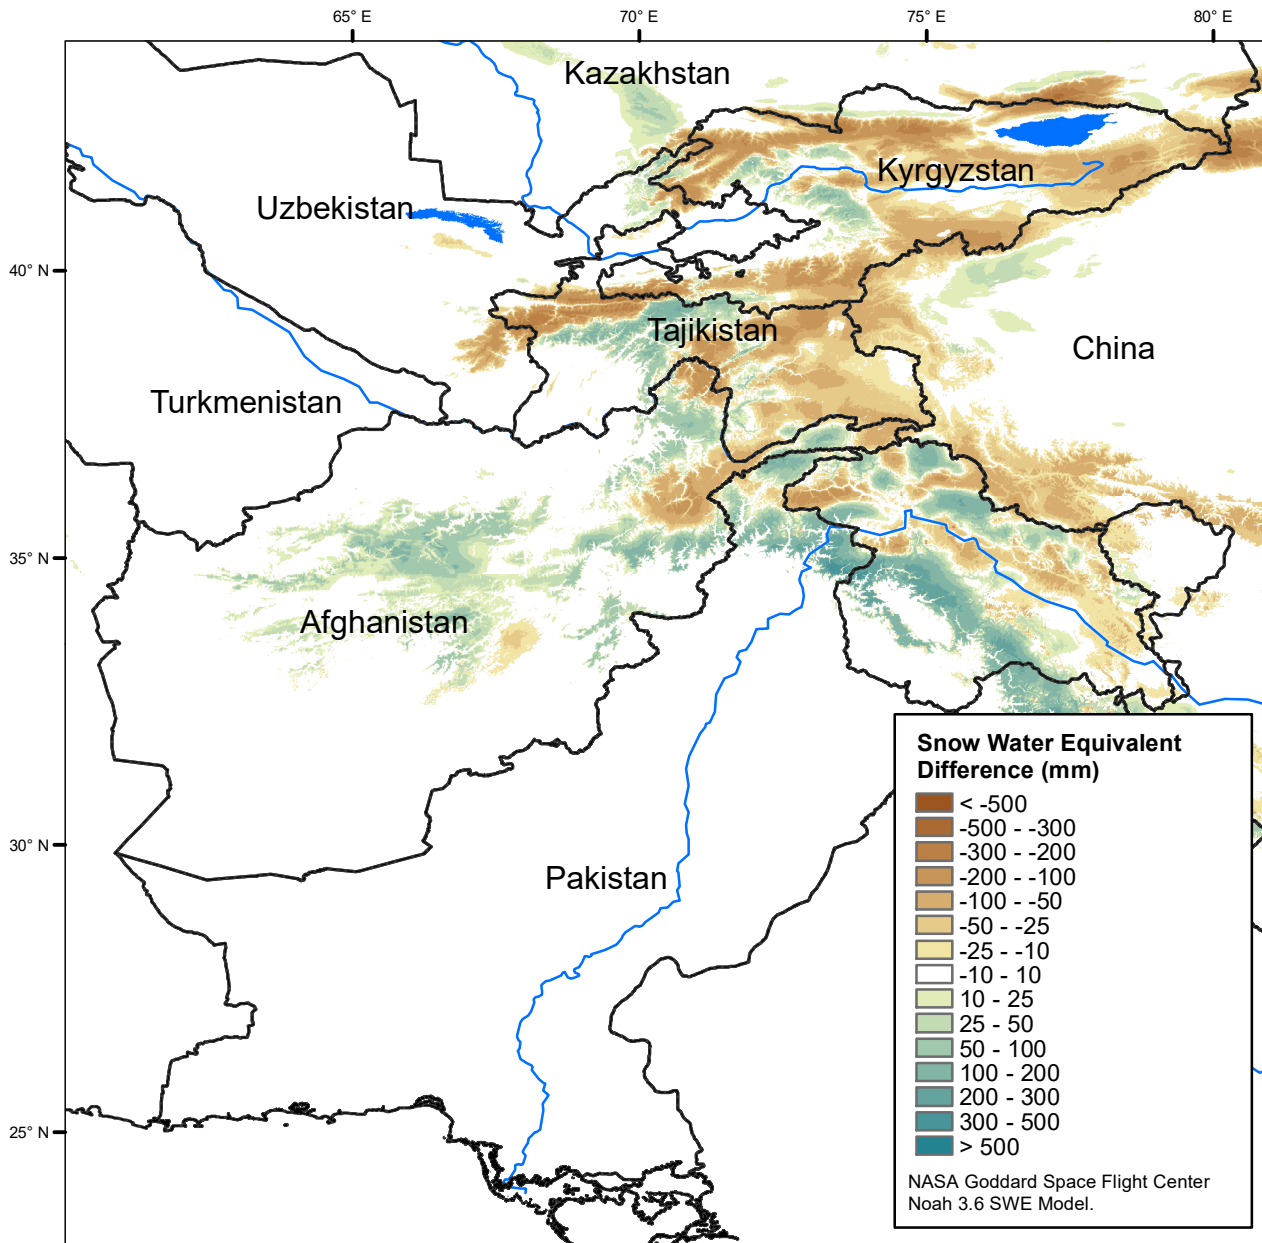 65° E
70° E
75° E
80° E
Kazakhstan
Kyrgyzstan
Uzbekistan
40° N
Tajikistan
China
Turkmenistan
35° N
Afghanistan
30° N
Pakistan
25° N
Snow Water Equivalent
Difference (mm)
< -500
-500 - -300
-300 - -200
-200 - -100
-100 - -50
-50 - -25
-25 - -10
-10 - 10
10 - 25
25 - 50
50 - 100
100 - 200
200 - 300
300 - 500
> 500
NASA Goddard Space Flight Center
Noah 3.6 SWE Model.